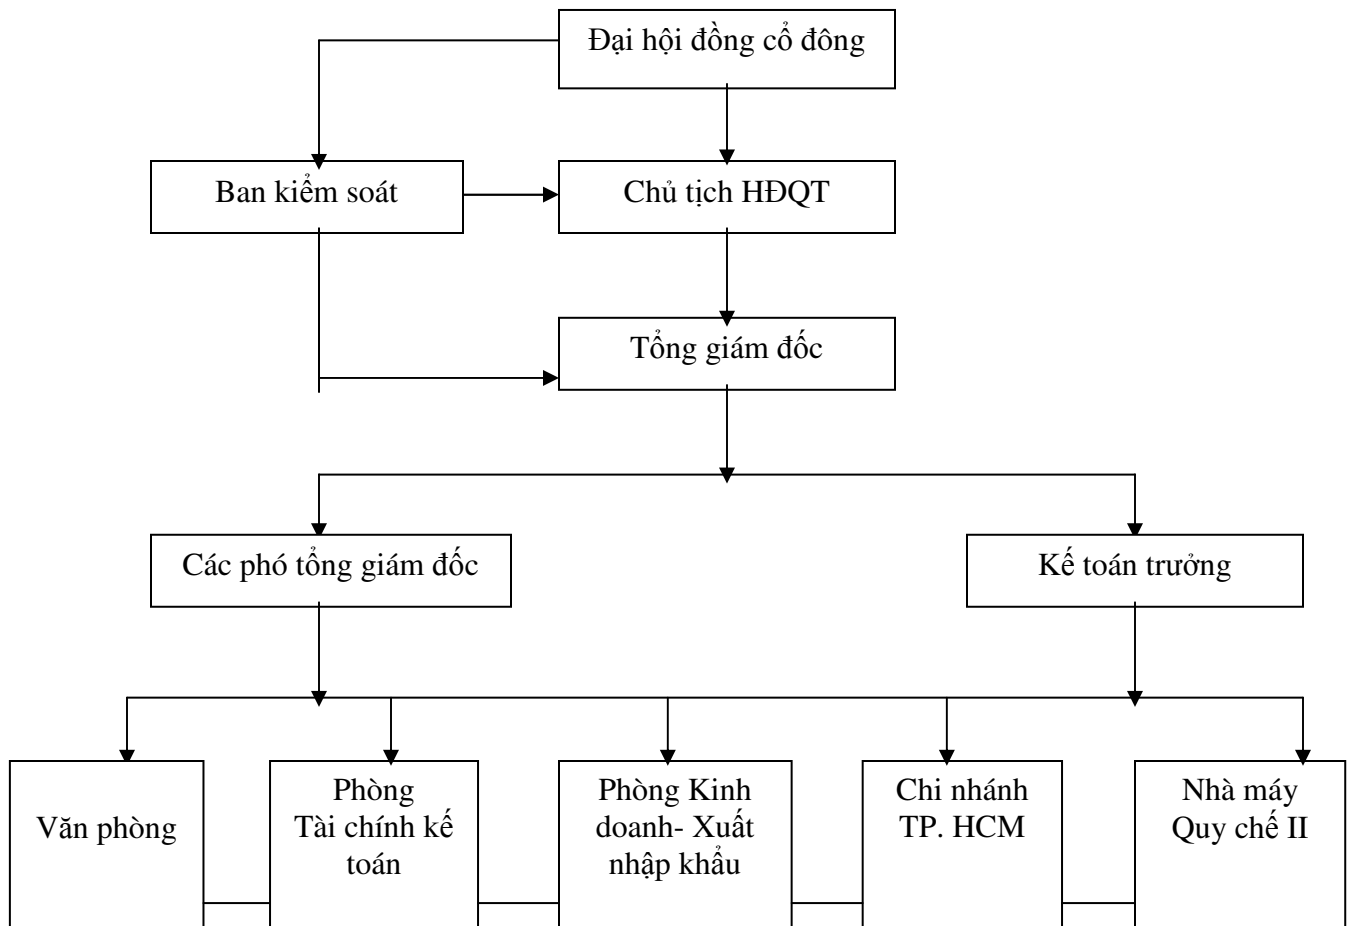 Đại hội đồng cổ đông
Ban kiểm soát
Chủ tịch HĐQT
Tổng giám đốc
Các phó tổng giám đốc
Kế toán trưởng
Văn phòng
Phòng
Tài chính kế
toán
Phòng Kinh
doanh- Xuất
nhập khẩu
Chi nhánh
TP. HCM
Nhà máy
Quy chế II